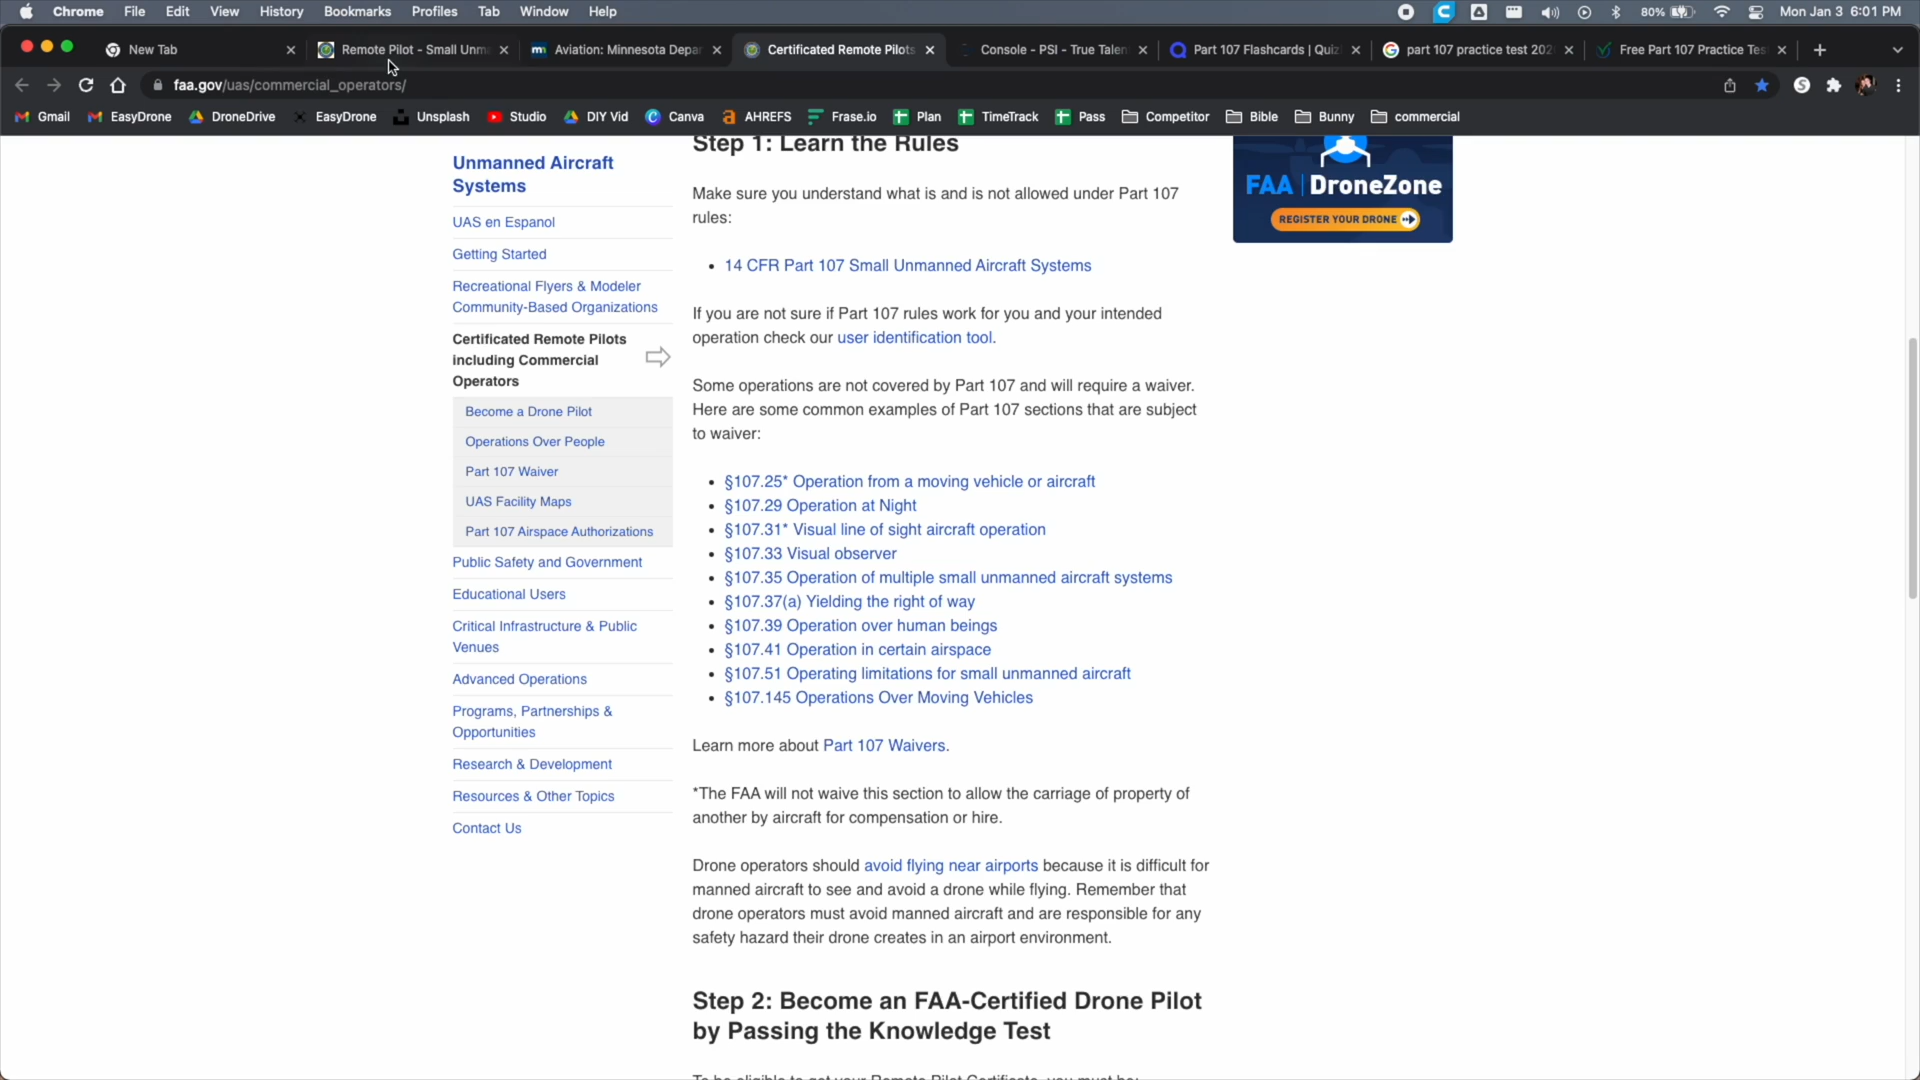 Chrome File Edit View History Bookmarks Profiles Tab Window Help 80% Mon Jan 3 6:01 PM
New Tab Remote Pilot - Small Unm Aviation: Minnesota Depar Certificated Remote Pilots Console - PSI - True Talen Part 107 Flashcards | Quiz part 107 practice test 202 Free Part 107 Practice Tes
faa.gov/uas/commercial_operators/
Gmail EasyDrone DroneDrive EasyDrone Unsplash Studio DIY Vid Canva AHREFS Frase.io Plan TimeTrack Pass Competitor Bible Bunny commercial
Unmanned Aircraft
Systems
UAS en Espanol
Getting Started
Recreational Flyers & Modeler
Community-Based Organizations
Certificated Remote Pilots
including Commercial
Operators
Become a Drone Pilot
Operations Over People
Part 107 Waiver
UAS Facility Maps
Part 107 Airspace Authorizations
Public Safety and Government
Educational Users
Critical Infrastructure & Public
Venues
Advanced Operations
Programs, Partnerships &
Opportunities
Research & Development
Resources & Other Topics
Contact Us
Step 1: Learn the Rules
Make sure you understand what is and is not allowed under Part 107
rules:
• 14 CFR Part 107 Small Unmanned Aircraft Systems
If you are not sure if Part 107 rules work for you and your intended
operation check our user identification tool.
Some operations are not covered by Part 107 and will require a waiver.
Here are some common examples of Part 107 sections that are subject
to waiver:
• §107.25* Operation from a moving vehicle or aircraft
• §107.29 Operation at Night
• §107.31* Visual line of sight aircraft operation
• §107.33 Visual observer
• §107.35 Operation of multiple small unmanned aircraft systems
• §107.37(a) Yielding the right of way
• §107.39 Operation over human beings
• §107.41 Operation in certain airspace
• §107.51 Operating limitations for small unmanned aircraft
• §107.145 Operations Over Moving Vehicles
Learn more about Part 107 Waivers.
*The FAA will not waive this section to allow the carriage of property of
another by aircraft for compensation or hire.
Drone operators should avoid flying near airports because it is difficult for
manned aircraft to see and avoid a drone while flying. Remember that
drone operators must avoid manned aircraft and are responsible for any
safety hazard their drone creates in an airport environment.
Step 2: Become an FAA-Certified Drone Pilot
by Passing the Knowledge Test
To be eligible to get your Remote Pilot Certificate, you must be:
FAA | DroneZone
REGISTER YOUR DRONE